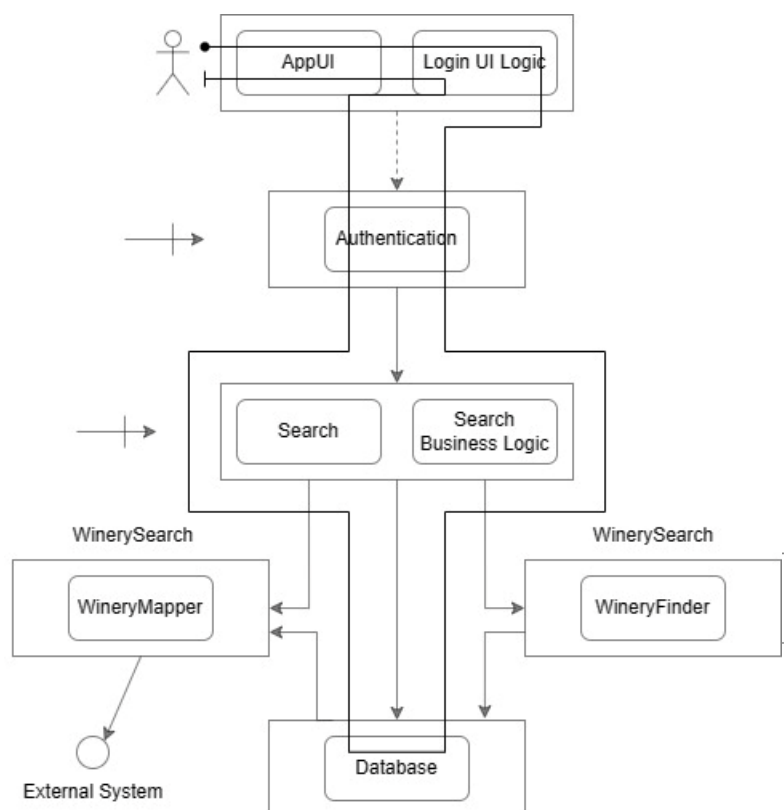 AppUI
Login UI Logic
Authentication
Search
Search
Business Logic
WinerySearch
WinerySearch
WineryMapper
WineryFinder
Database
External System